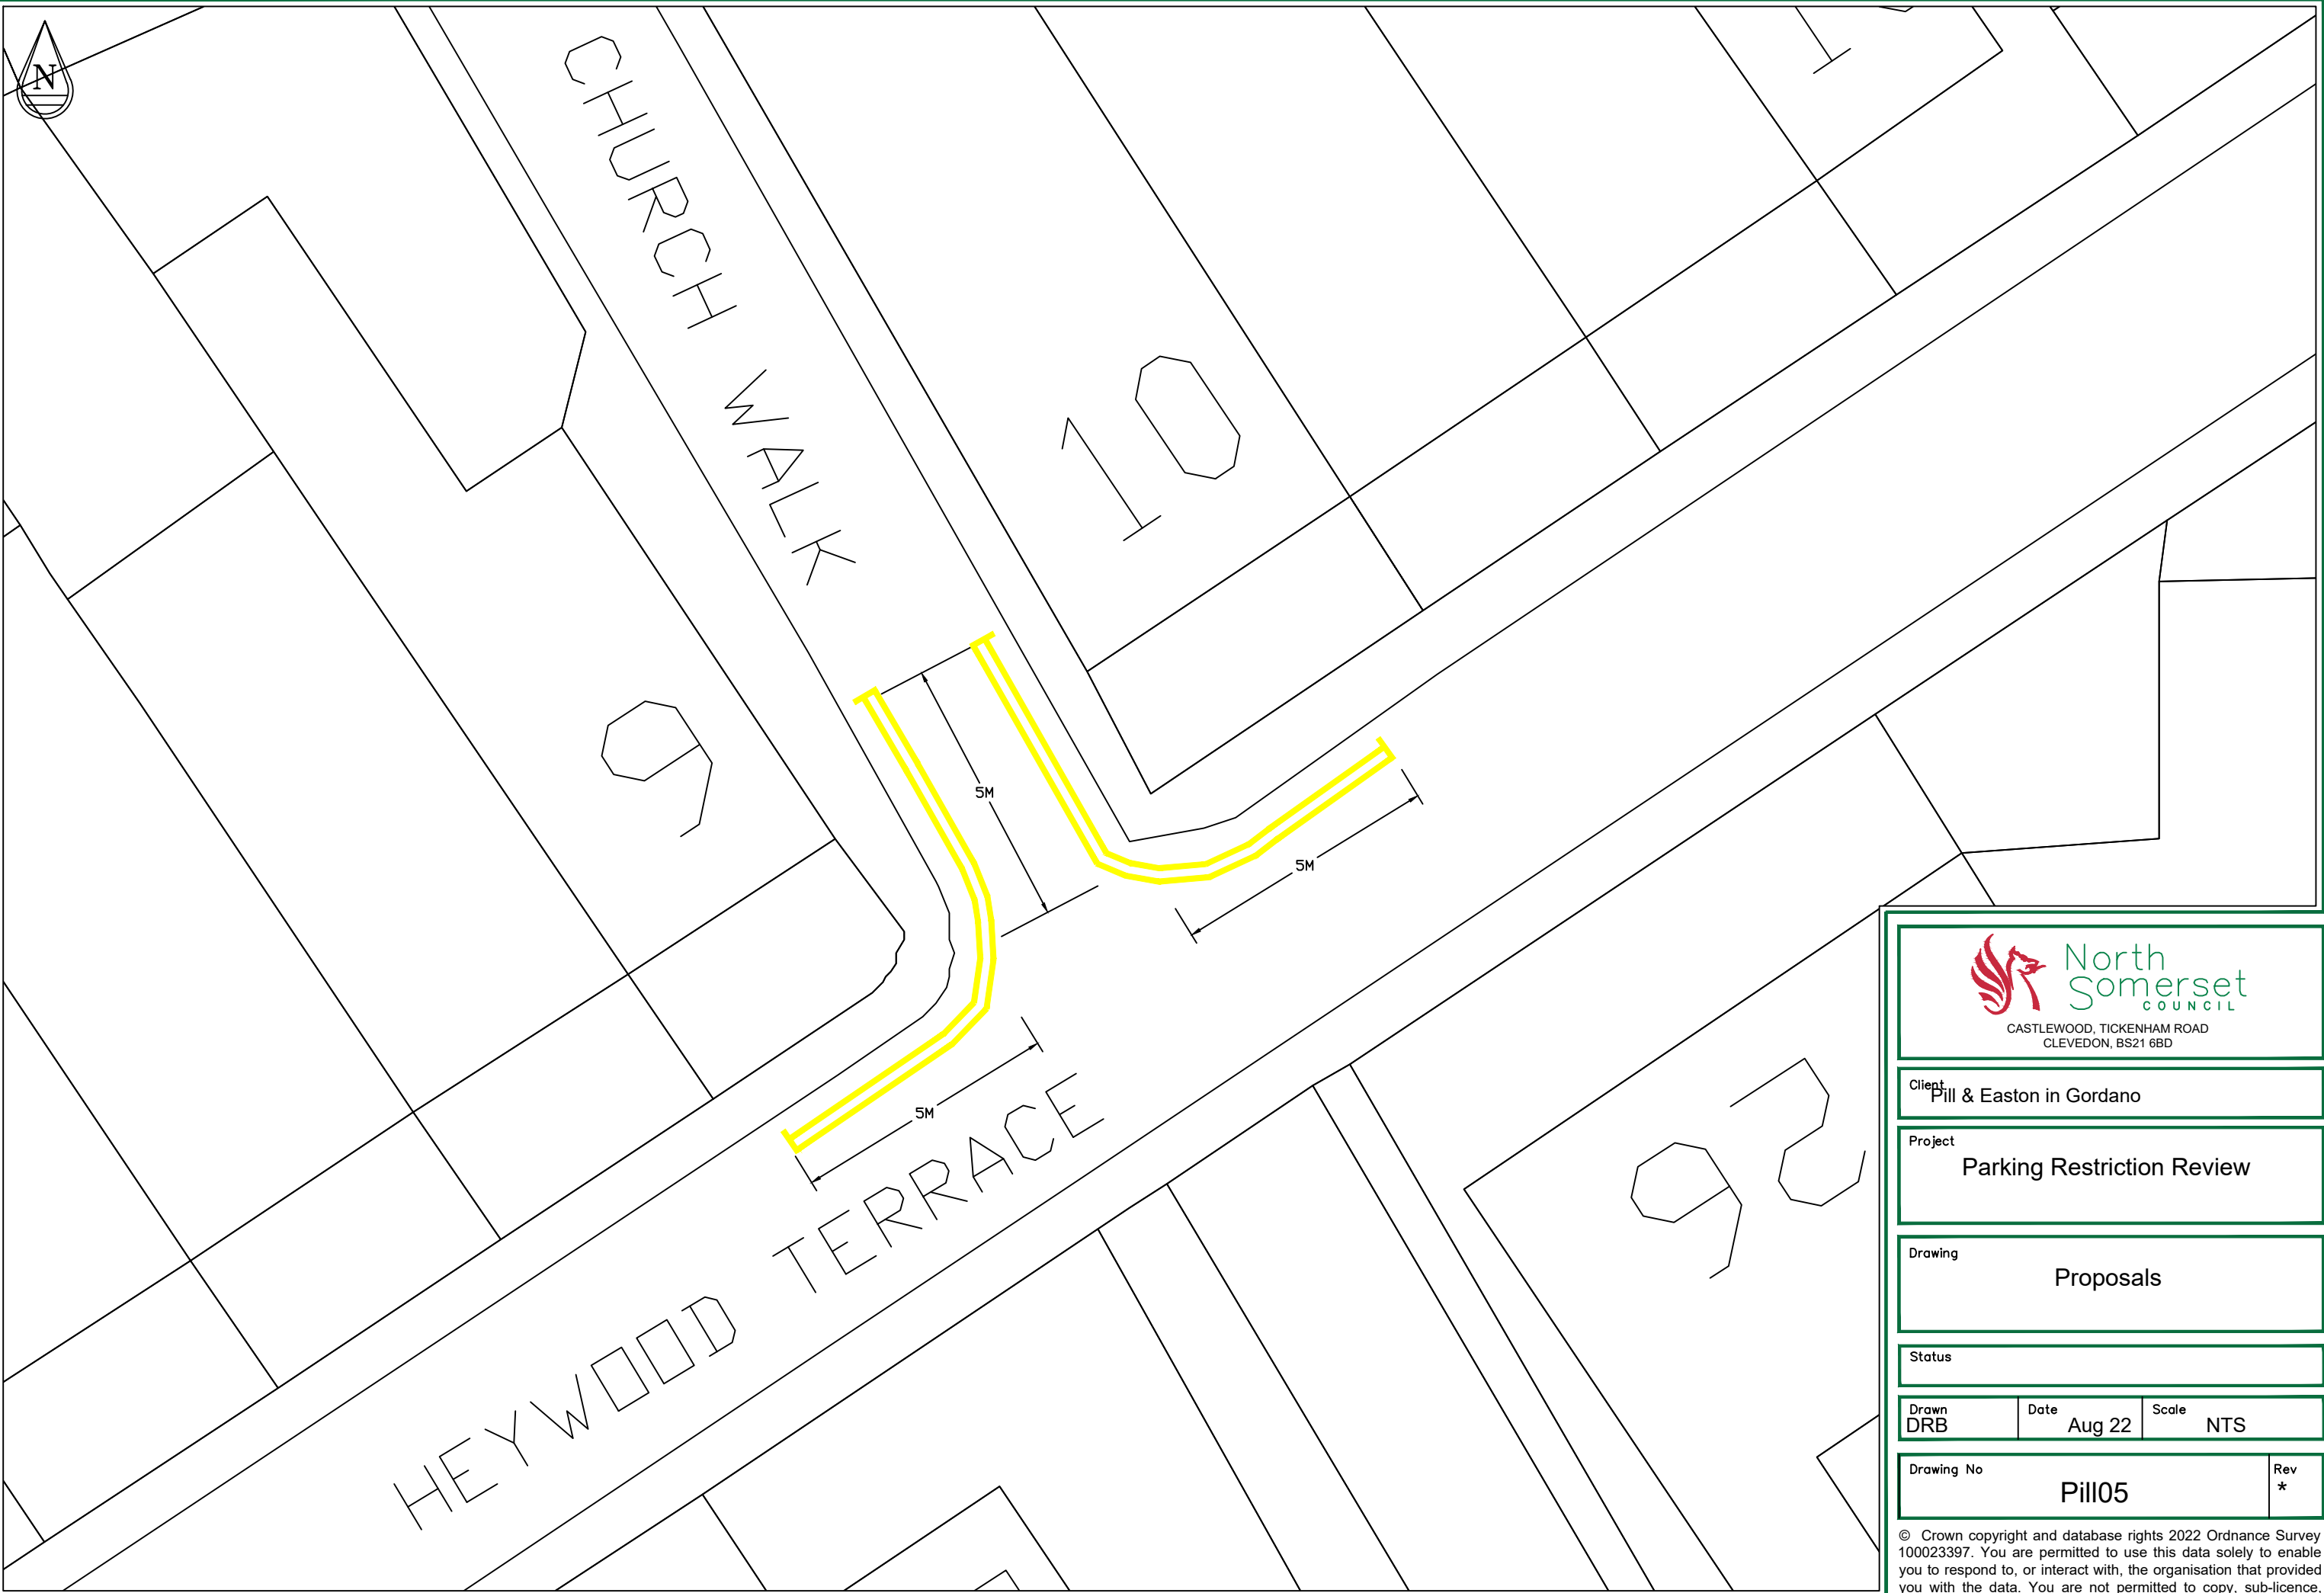 N
CHURCH WALK
10
9
5M
5M
5M
HEYWOOD TERRACE
North
Somerset
COUNCIL
CASTLEWOOD, TICKENHAM ROAD
CLEVEDON, BS21 6BD
Client
Pill & Easton in Gordano
Project
Parking Restriction Review
Drawing
Proposals
Status
Drawn
DRB
Date
Aug 22
Scale
NTS
Drawing No
Pill05
Rev
*
© Crown copyright and database rights 2022 Ordnance Survey
100023397. You are permitted to use this data solely to enable
you to respond to, or interact with, the organisation that provided
you with the data. You are not permitted to copy, sub-licence,